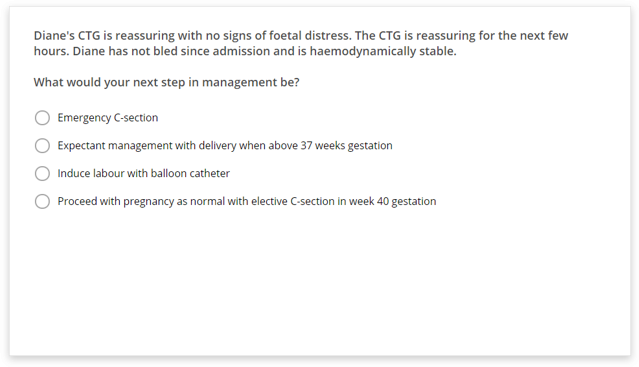 Diane's CTG is reassuring with no signs of foetal distress. The CTG is reassuring for the next few
hours. Diane has not bled since admission and is haemodynamically stable.
What would your next step in management be?
Emergency C-section
Expectant management with delivery when above 37 weeks gestation
Induce labour with balloon catheter
Proceed with pregnancy as normal with elective C-section in week 40 gestation